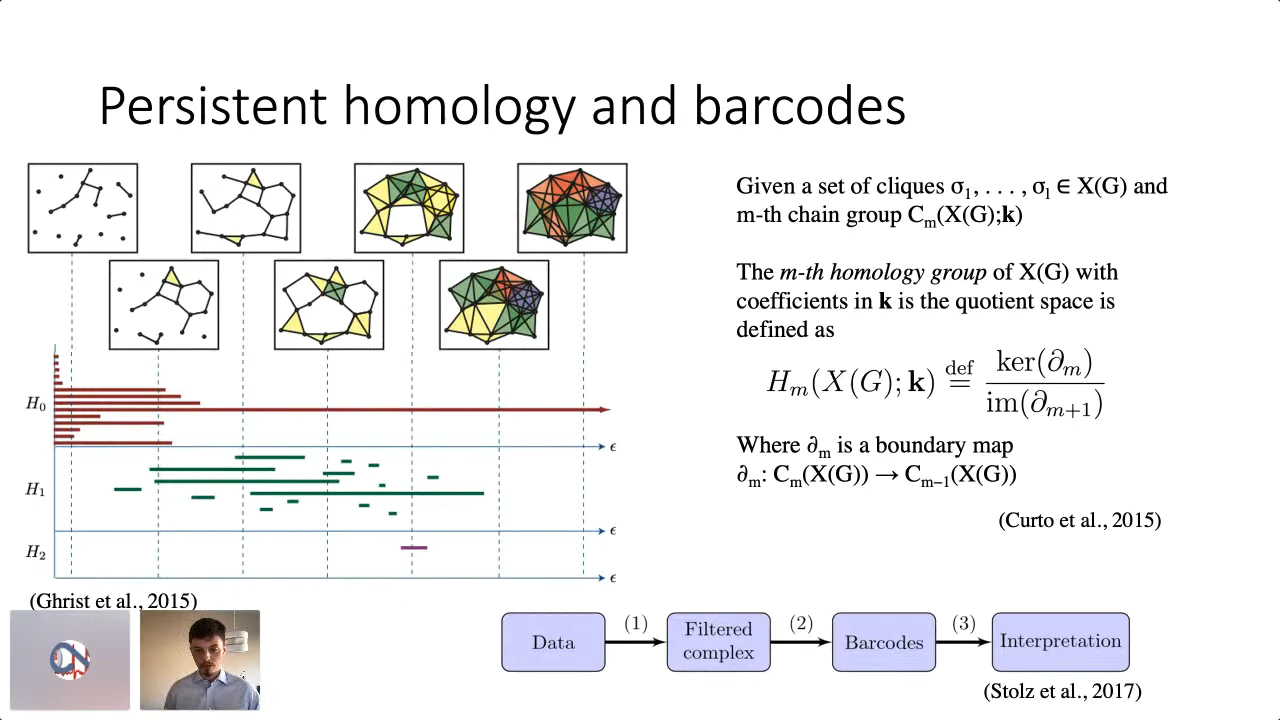 Persistent homology and barcodes
H₀
ϵ
H₁
ϵ
H₂
ϵ
(Ghrist et al., 2015)
Given a set of cliques σ₁, . . . , σₗ ∈ X(G) and
m-th chain group Cₘ(X(G);k)
The m-th homology group of X(G) with
coefficients in k is the quotient space is
defined as
Hₘ(X(G); k) def= ker(∂ₘ) / im(∂ₘ₊₁)
Where ∂ₘ is a boundary map
∂ₘ: Cₘ(X(G)) → Cₘ₋₁(X(G))
(Curto et al., 2015)
Data
(1)
Filtered
complex
(2)
Barcodes
(3)
Interpretation
(Stolz et al., 2017)